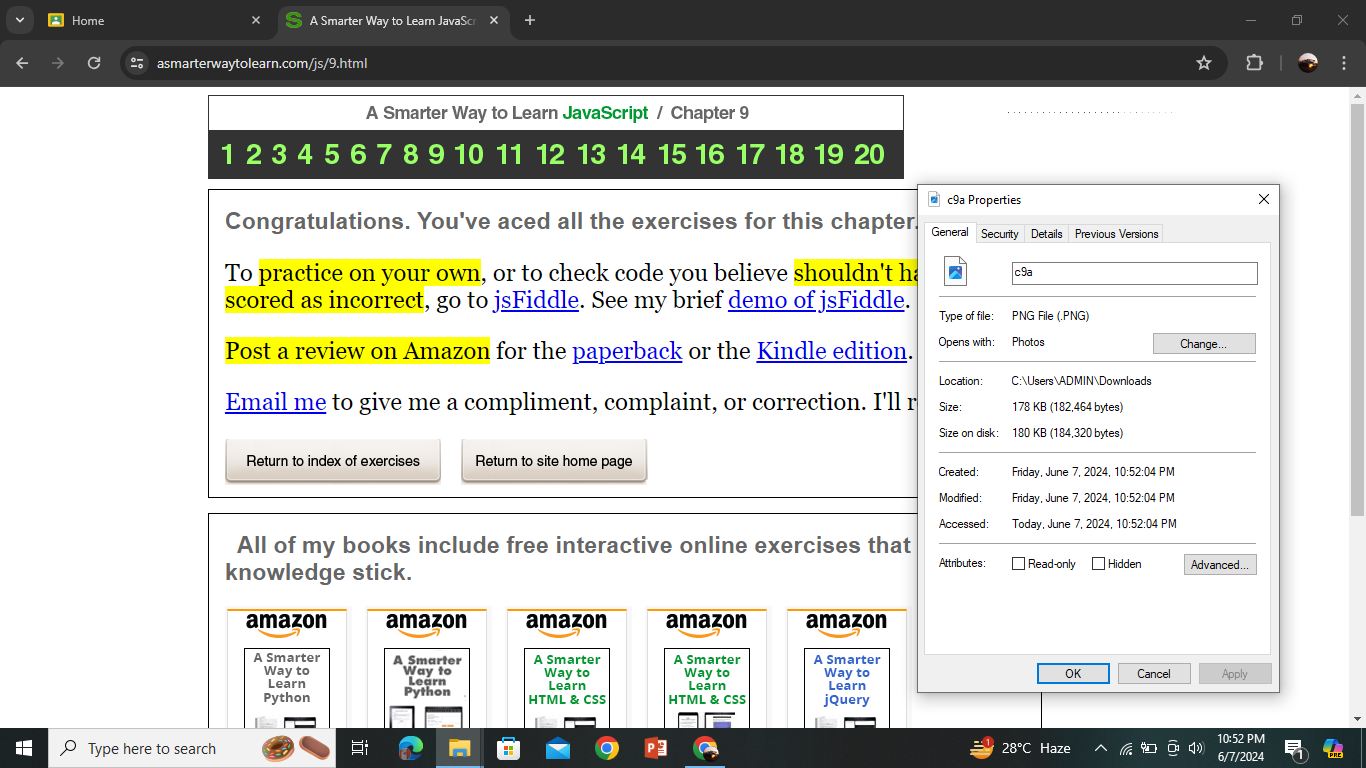 Home
A Smarter Way to Learn JavaScr
asmarterwaytolearn.com/js/9.html
A Smarter Way to Learn JavaScript / Chapter 9
1 2 3 4 5 6 7 8 9 10 11 12 13 14 15 16 17 18 19 20
Congratulations. You've aced all the exercises for this chapter.
To practice on your own, or to check code you believe shouldn't ha
scored as incorrect, go to jsFiddle. See my brief demo of jsFiddle.
Post a review on Amazon for the paperback or the Kindle edition.
Email me to give me a compliment, complaint, or correction. I'll r
Return to index of exercises
Return to site home page
All of my books include free interactive online exercises that
knowledge stick.
amazon
A Smarter
Way to
Learn
Python
amazon
A Smarter
Way to
Learn
Python
amazon
A Smarter
Way to
Learn
HTML & CSS
amazon
A Smarter
Way to
Learn
HTML & CSS
amazon
A Smarter
Way to
Learn
jQuery
c9a Properties
General Security Details Previous Versions
c9a
Type of file: PNG File (.PNG)
Opens with: Photos Change...
Location: C:\Users\ADMIN\Downloads
Size: 178 KB (182,464 bytes)
Size on disk: 180 KB (184,320 bytes)
Created: Friday, June 7, 2024, 10:52:04 PM
Modified: Friday, June 7, 2024, 10:52:04 PM
Accessed: Today, June 7, 2024, 10:52:04 PM
Attributes: Read-only Hidden Advanced...
OK Cancel Apply
Type here to search
1
28°C Haze
10:52 PM
6/7/2024
1
PRE